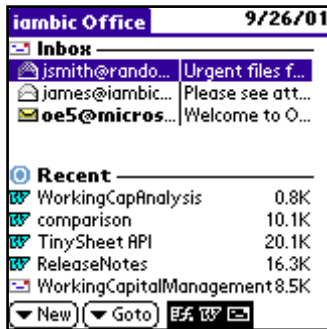 iambic Office 9/26/01
Inbox
jsmith@rando... Urgent files f...
james@iambic... Please see att...
oe5@micros... Welcome to O...
Recent
WorkingCapAnalysis 0.8K
comparison 10.1K
TinySheet API 20.1K
ReleaseNotes 16.3K
WorkingCapitalManagement 8.5K
New Goto